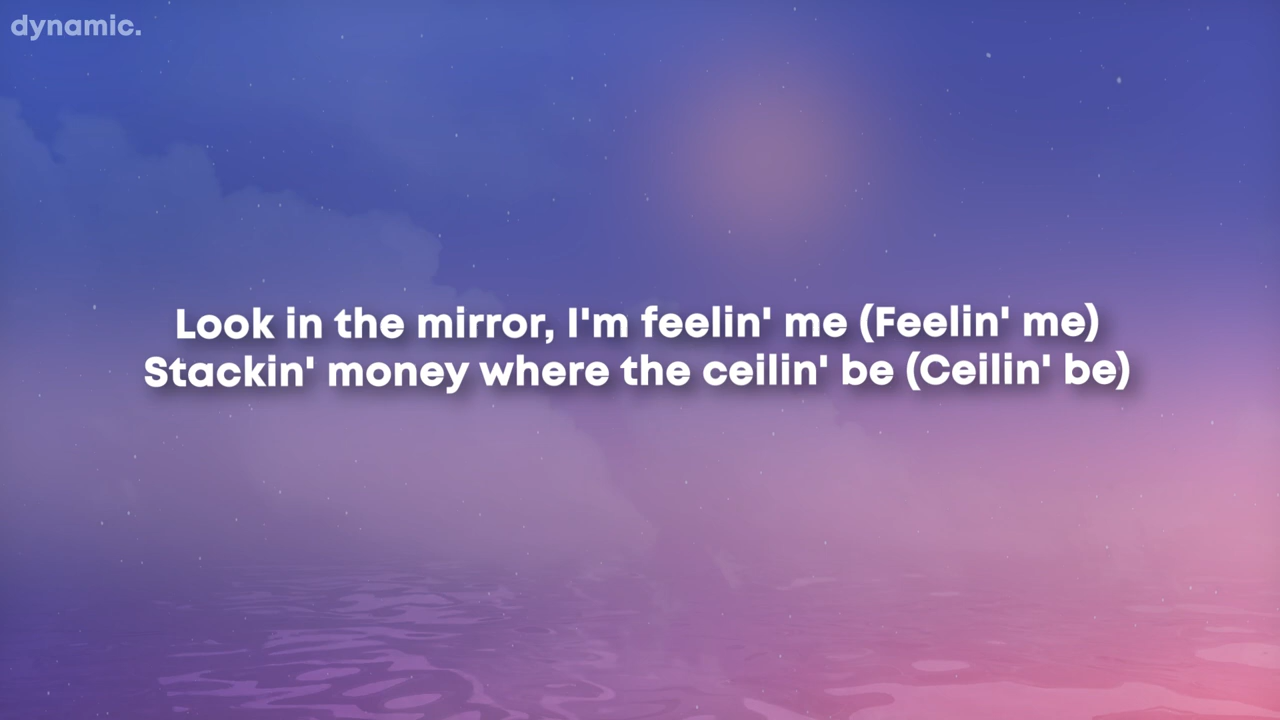 dynamic.
Look in the mirror, I'm feelin' me (Feelin' me)
Stackin' money where the ceilin' be (Ceilin' be)